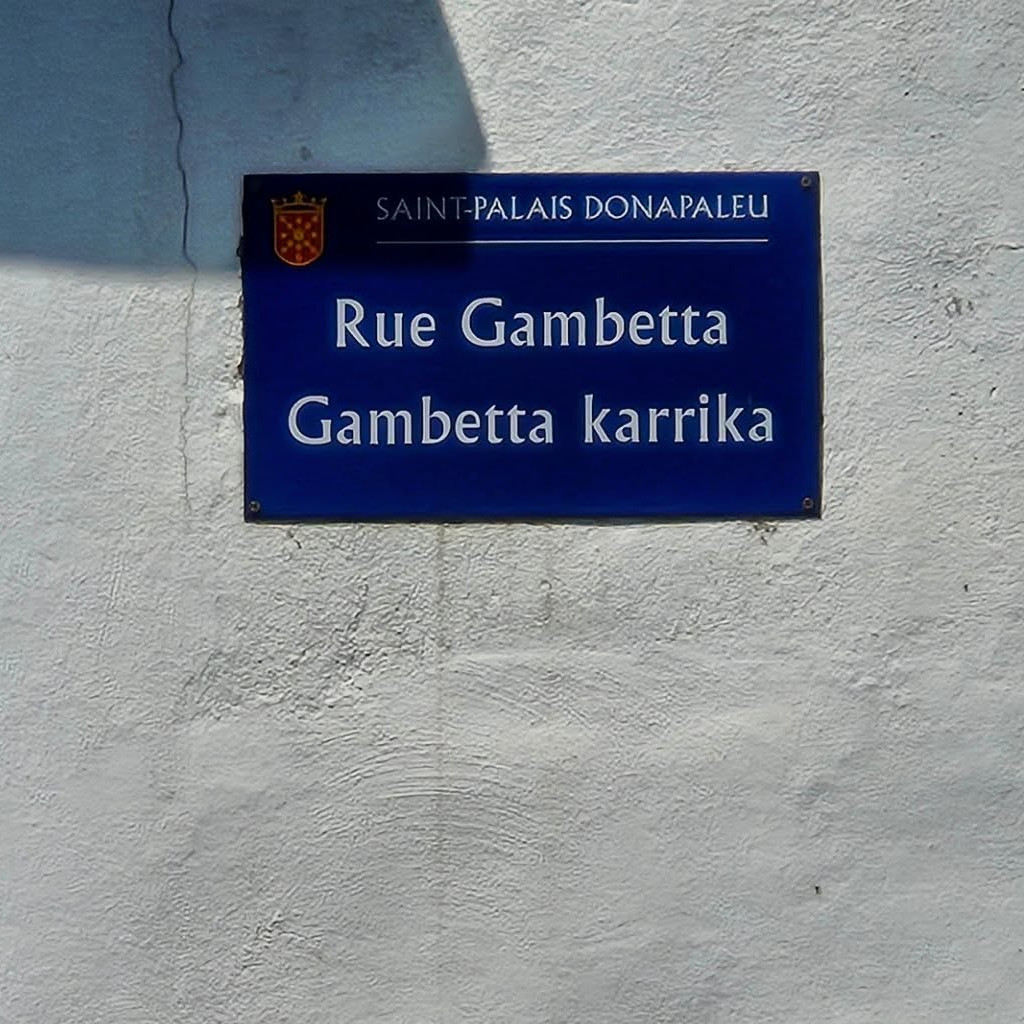 SAINT-PALAIS DONAPALEU
Rue Gambetta
Gambetta karrika